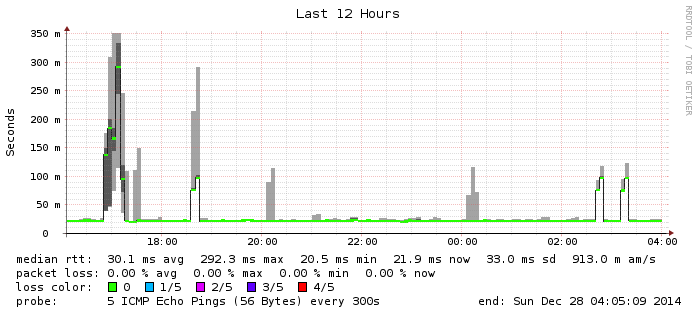 Last 12 Hours
RRDTOOL / TOBI OETIKER
Seconds
350 m
300 m
250 m
200 m
150 m
100 m
50 m
0
18:00 20:00 22:00 00:00 02:00 04:00
median rtt: 30.1 ms avg 292.3 ms max 20.5 ms min 21.9 ms now 33.0 ms sd 913.0 m am/s
packet loss: 0.00 % avg 0.00 % max 0.00 % min 0.00 % now
loss color: 0 1/5 2/5 3/5 4/5
probe: 5 ICMP Echo Pings (56 Bytes) every 300s end: Sun Dec 28 04:05:09 2014